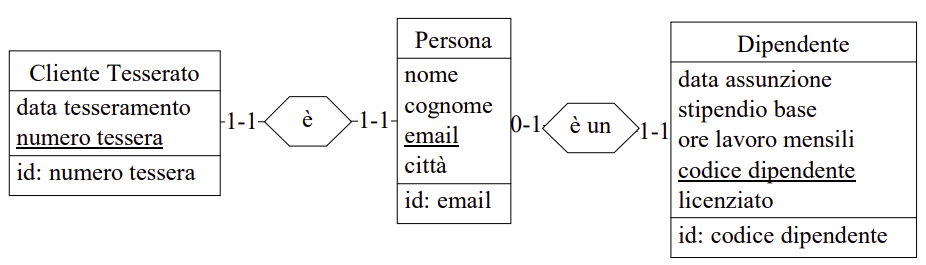 Cliente Tesserato
data tesseramento
numero tessera
id: numero tessera
1-1
è
1-1
Persona
nome
cognome
email
città
id: email
0-1
è un
1-1
Dipendente
data assunzione
stipendio base
ore lavoro mensili
codice dipendente
licenziato
id: codice dipendente